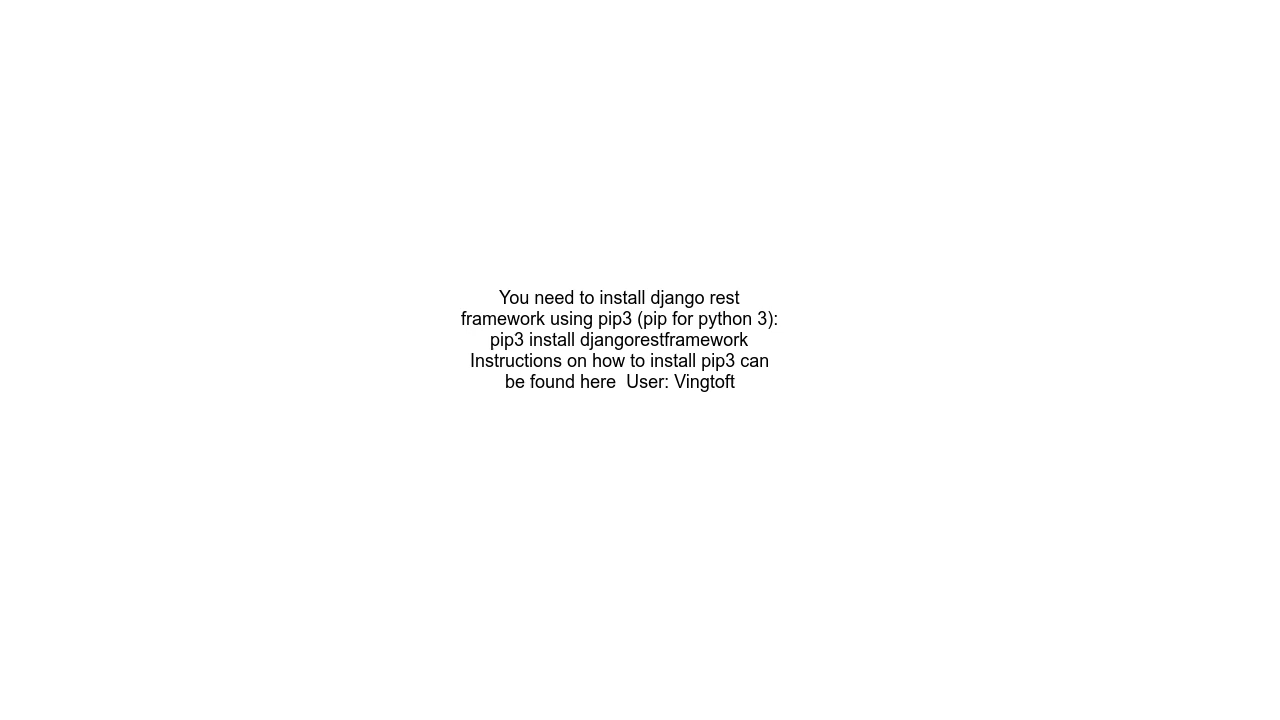 You need to install django rest
framework using pip3 (pip for python 3):
pip3 install djangorestframework
Instructions on how to install pip3 can
be found here  User: Vingtoft